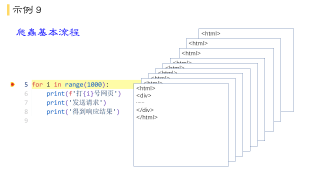 示例 9
爬虫基本流程
5 for i in range(1000):
6 print(f'打{i}号网页')
7 print('发送请求')
8 print('得到响应结果')
9
<html>
<html>
<html>
<html>
<html>
<div>
……
</div>
</html>